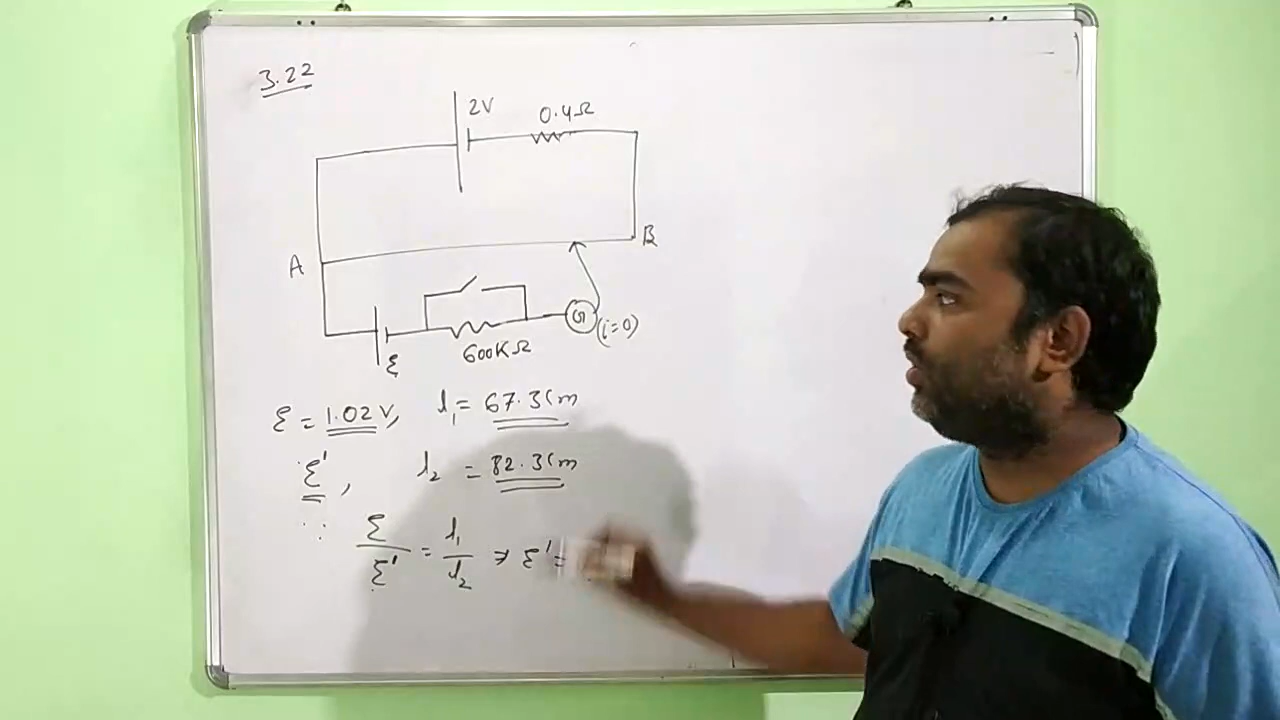 3.22
2V
0.4Ω
A
B
600KΩ
G
(i=0)
ε
ε = 1.02V, l₁ = 67.3Cm
ε', l₂ = 82.3Cm
∵ ε/ε' = l₁/l₂ ⇒ ε' =